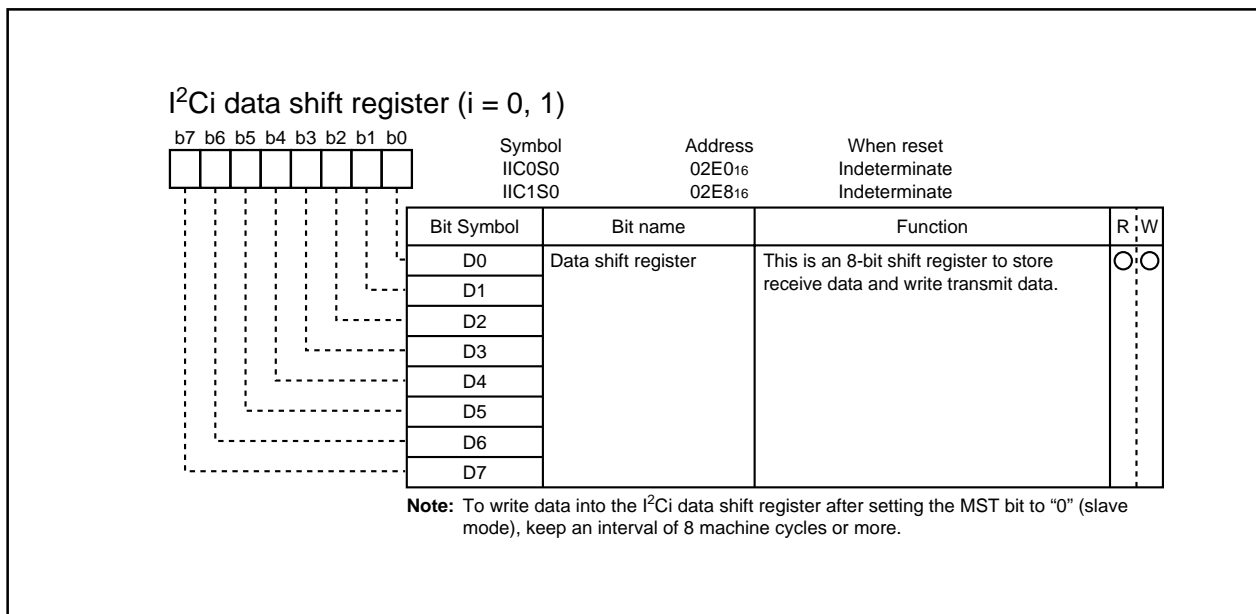 I²Ci data shift register (i = 0, 1)
b7 b6 b5 b4 b3 b2 b1 b0
Symbol Address When reset
IIC0S0 02E016 Indeterminate
IIC1S0 02E816 Indeterminate
Bit Symbol Bit name Function R W
D0 Data shift register This is an 8-bit shift register to store
receive data and write transmit data.
D1
D2
D3
D4
D5
D6
D7
Note: To write data into the I²Ci data shift register after setting the MST bit to “0” (slave
mode), keep an interval of 8 machine cycles or more.